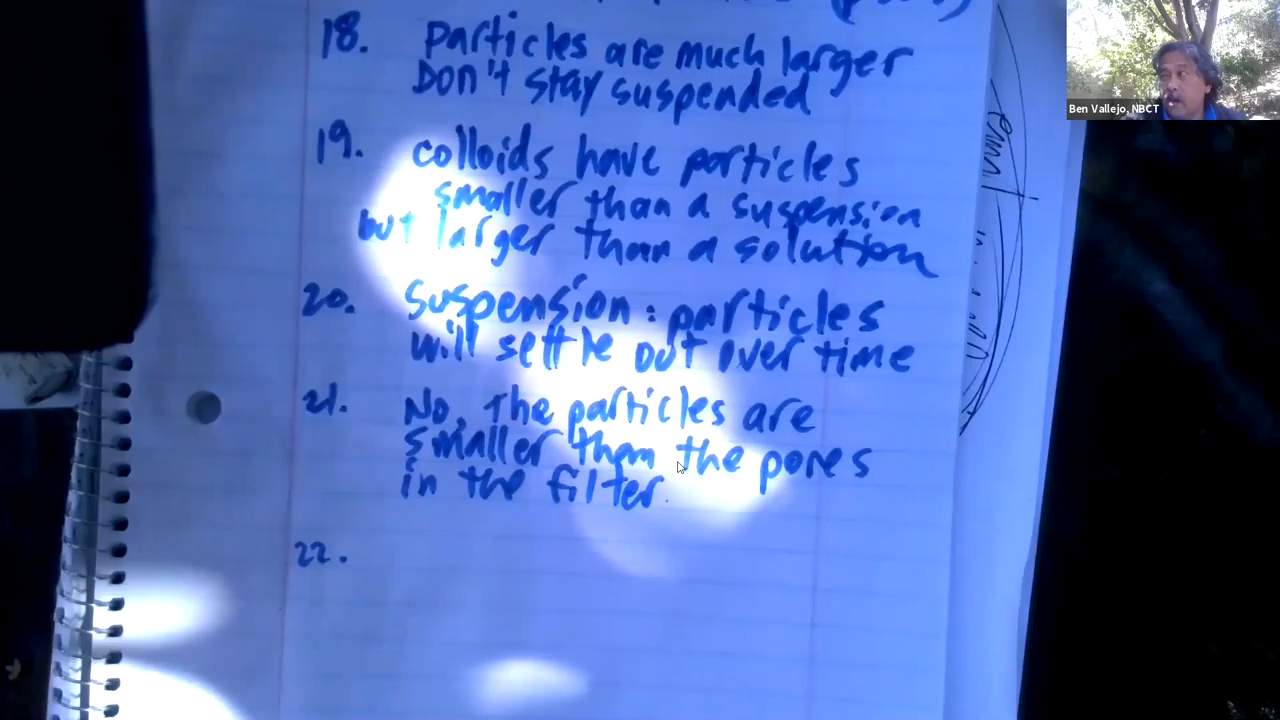 18. particles are much larger
Don't stay suspended
19. colloids have particles
smaller than a suspension
but larger than a solution
20. Suspension: particles
will settle out over time
21. No, The particles are
smaller than the pores
in the filter.
22.
Ben Vallejo, NBCT